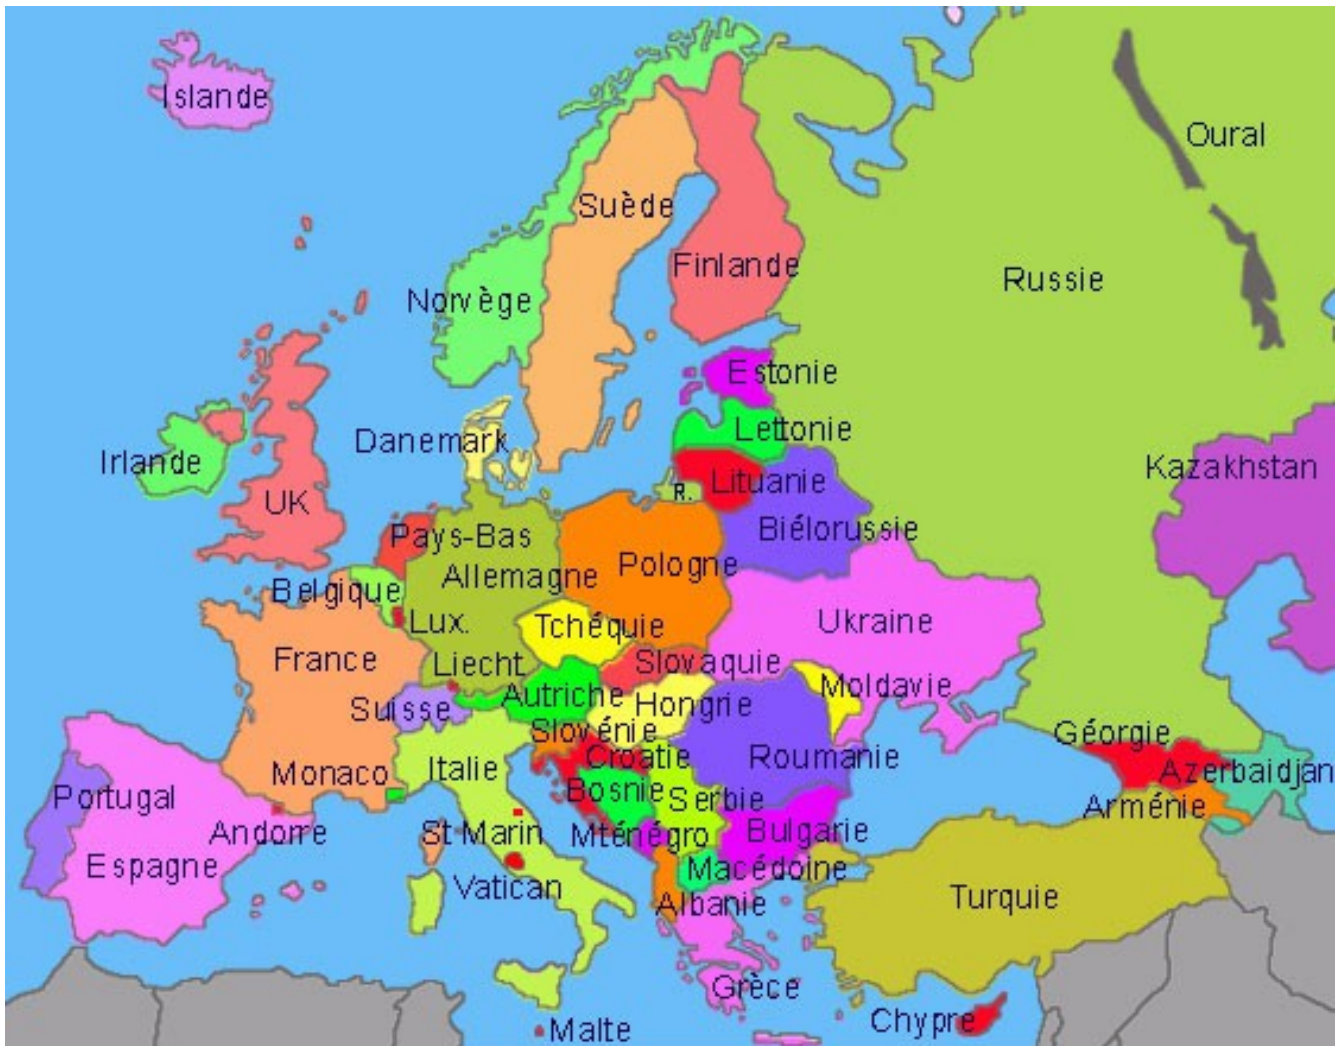 Islande
Oural
Suède
Finlande
Russie
Norvège
Estonie
Lettonie
Danemark
Irlande
Kazakhstan
Lituanie
R.
UK
Biélorussie
Pays-Bas
Pologne
Allemagne
Belgique
Lux.
Tchéquie
Ukraine
France
Liecht
Slovaquie
Moldavie
Autriche
Hongrie
Suisse
Slovénie
Géorgie
Croatie
Roumanie
Italie
Monaco
Azerbaidjan
Portugal
Bosnie
Serbie
Arménie
Andorre
St Marin
Mténégro
Bulgarie
Espagne
Macédoine
Vatican
Turquie
Albanie
Grèce
Chypre
Malte